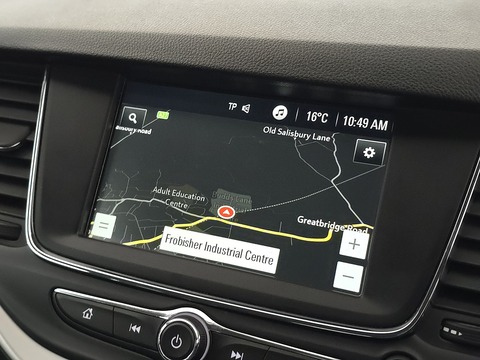 TP 16°C 10:49 AM
Old Salisbury Lane
Adult Education
Centre
Greatbridge Road
Frobisher Industrial Centre